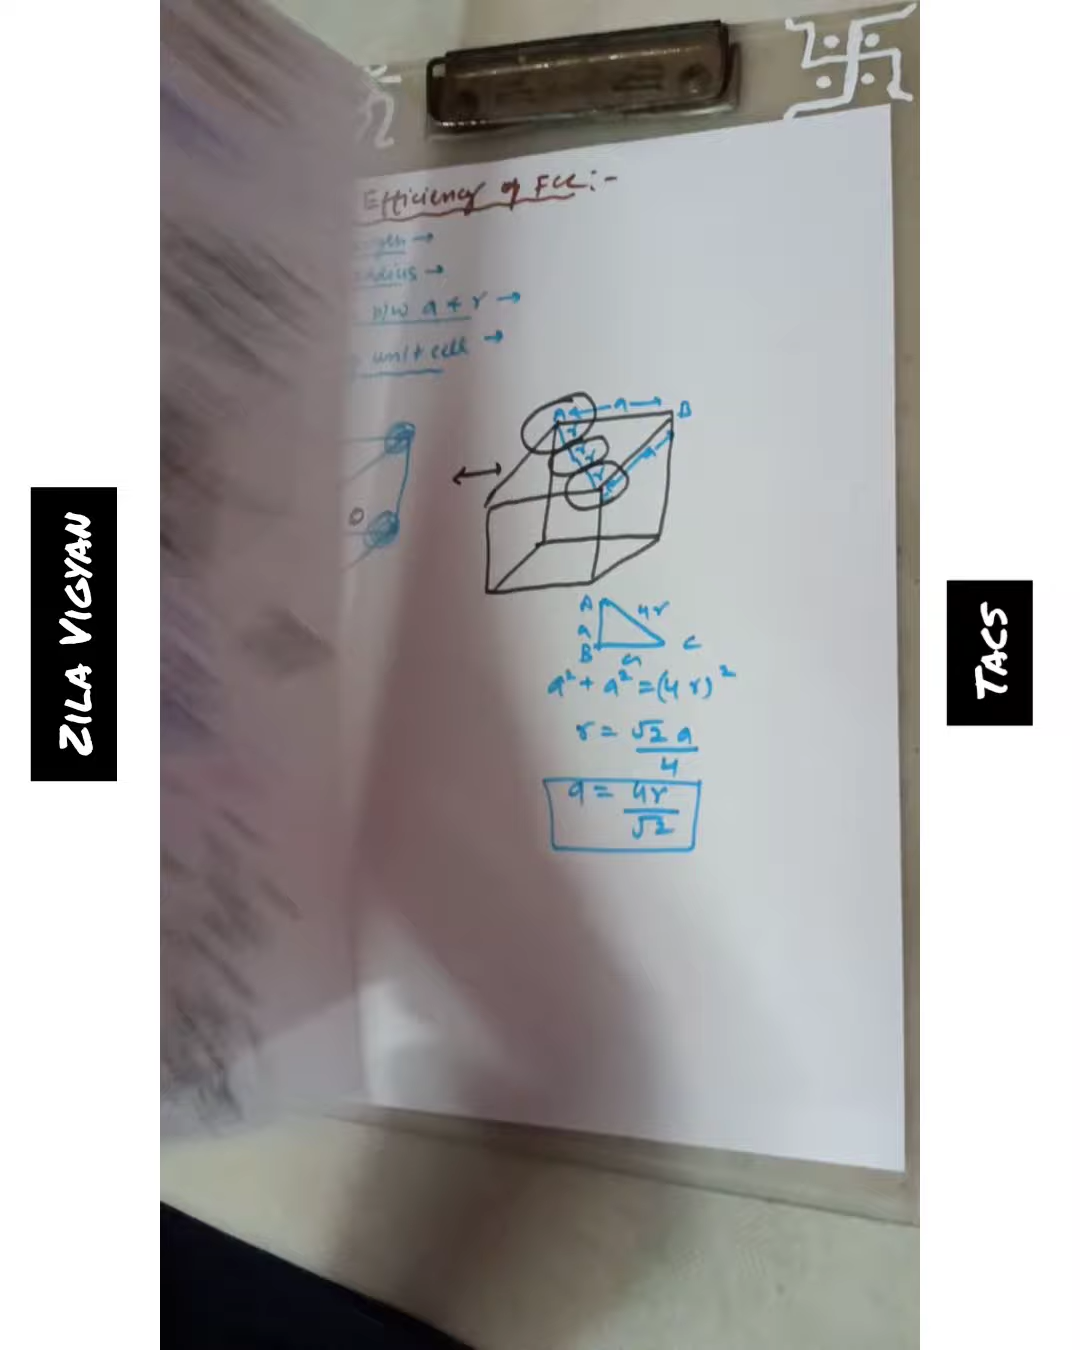 Efficiency of FCC:-
radius →
b/w a & r →
unit cell →
A ← a → B
r
r
r
r
a
A
4r
a
B
a
C
a² + a² = (4r)²
r = √2 a / 4
a = 4r / √2
ZILA VIGYAN
TACS